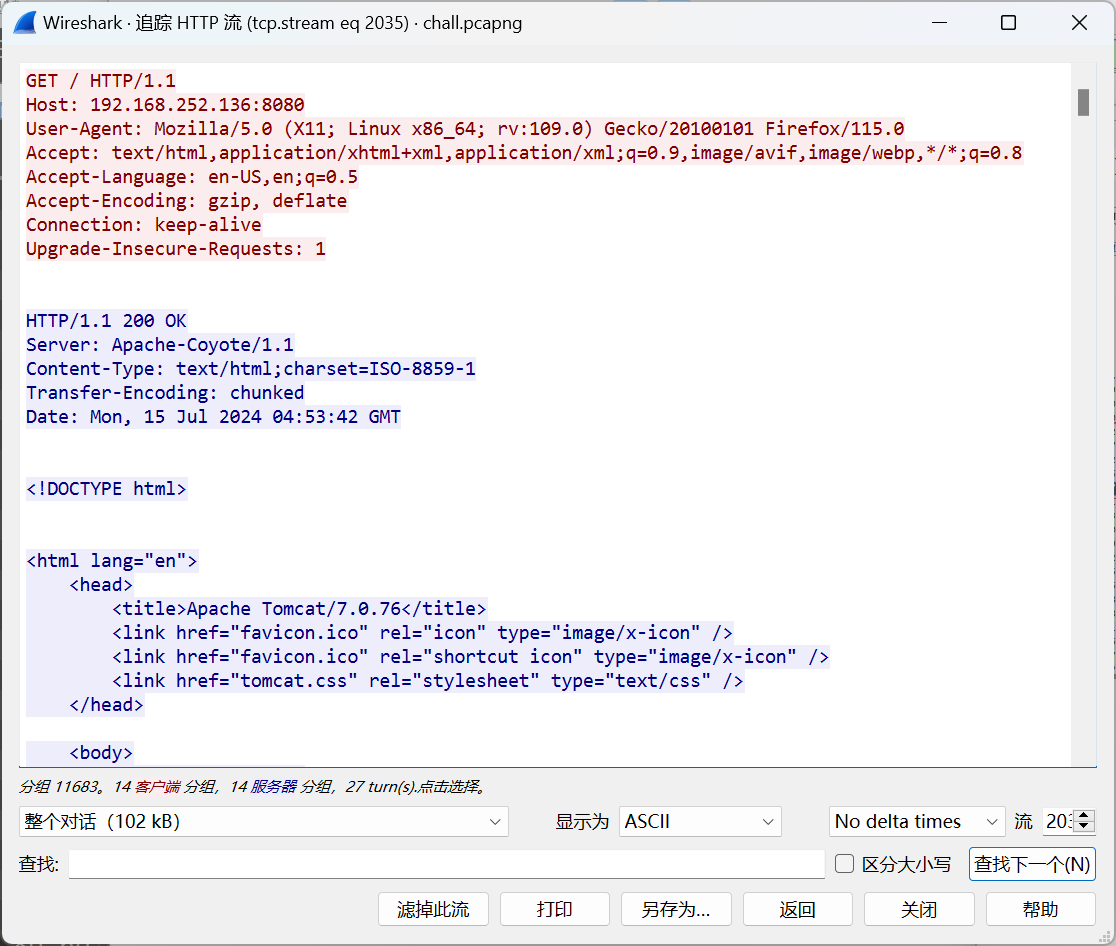 Wireshark · 追踪 HTTP 流 (tcp.stream eq 2035) · chall.pcapng
GET / HTTP/1.1
Host: 192.168.252.136:8080
User-Agent: Mozilla/5.0 (X11; Linux x86_64; rv:109.0) Gecko/20100101 Firefox/115.0
Accept: text/html,application/xhtml+xml,application/xml;q=0.9,image/avif,image/webp,*/*;q=0.8
Accept-Language: en-US,en;q=0.5
Accept-Encoding: gzip, deflate
Connection: keep-alive
Upgrade-Insecure-Requests: 1
HTTP/1.1 200 OK
Server: Apache-Coyote/1.1
Content-Type: text/html;charset=ISO-8859-1
Transfer-Encoding: chunked
Date: Mon, 15 Jul 2024 04:53:42 GMT
<!DOCTYPE html>
<html lang="en">
    <head>
        <title>Apache Tomcat/7.0.76</title>
        <link href="favicon.ico" rel="icon" type="image/x-icon" />
        <link href="favicon.ico" rel="shortcut icon" type="image/x-icon" />
        <link href="tomcat.css" rel="stylesheet" type="text/css" />
    </head>
    <body>
分组 11683。14 客户端 分组，14 服务器 分组，27 turn(s).点击选择。
整个对话（102 kB） 显示为 ASCII No delta times 流 203
查找: 区分大小写 查找下一个(N)
滤掉此流 打印 另存为… 返回 关闭 帮助